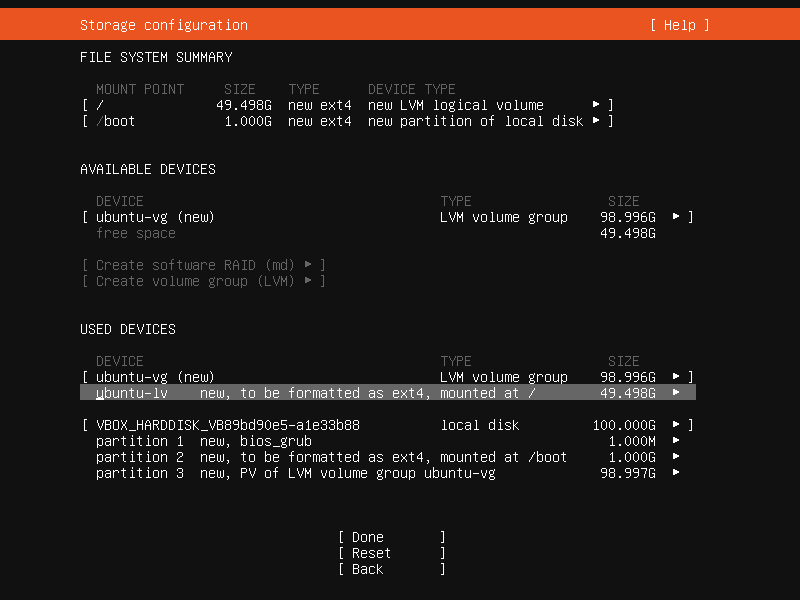 Storage configuration [ Help ]
FILE SYSTEM SUMMARY
MOUNT POINT SIZE TYPE DEVICE TYPE
[ / 49.498G new ext4 new LVM logical volume ▸ ]
[ /boot 1.000G new ext4 new partition of local disk ▸ ]
AVAILABLE DEVICES
DEVICE TYPE SIZE
[ ubuntu-vg (new) LVM volume group 98.996G ▸ ]
free space 49.498G
[ Create software RAID (md) ▸ ]
[ Create volume group (LVM) ▸ ]
USED DEVICES
DEVICE TYPE SIZE
[ ubuntu-vg (new) LVM volume group 98.996G ▸ ]
ubuntu-lv new, to be formatted as ext4, mounted at / 49.498G ▸
[ VBOX_HARDDISK_VB89bd90e5-a1e33b88 local disk 100.000G ▸ ]
partition 1 new, bios_grub 1.000M ▸
partition 2 new, to be formatted as ext4, mounted at /boot 1.000G ▸
partition 3 new, PV of LVM volume group ubuntu-vg 98.997G ▸
[ Done ]
[ Reset ]
[ Back ]